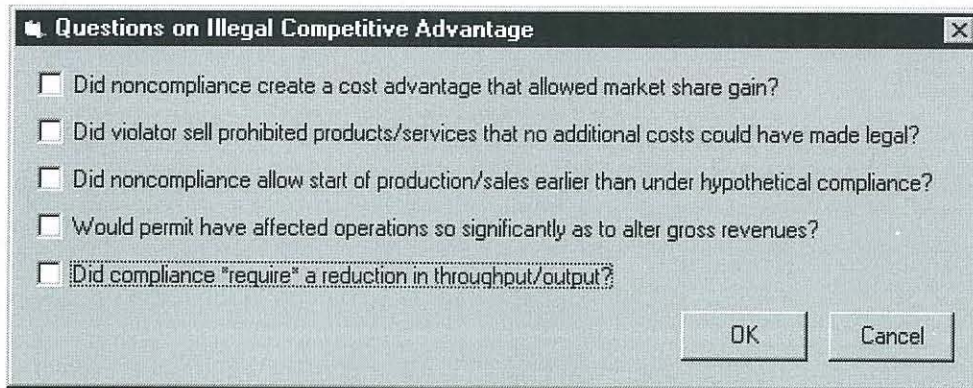 Questions on Illegal Competitive Advantage
Did noncompliance create a cost advantage that allowed market share gain?
Did violator sell prohibited products/services that no additional costs could have made legal?
Did noncompliance allow start of production/sales earlier than under hypothetical compliance?
Would permit have affected operations so significantly as to alter gross revenues?
Did compliance "require" a reduction in throughput/output?
OK Cancel